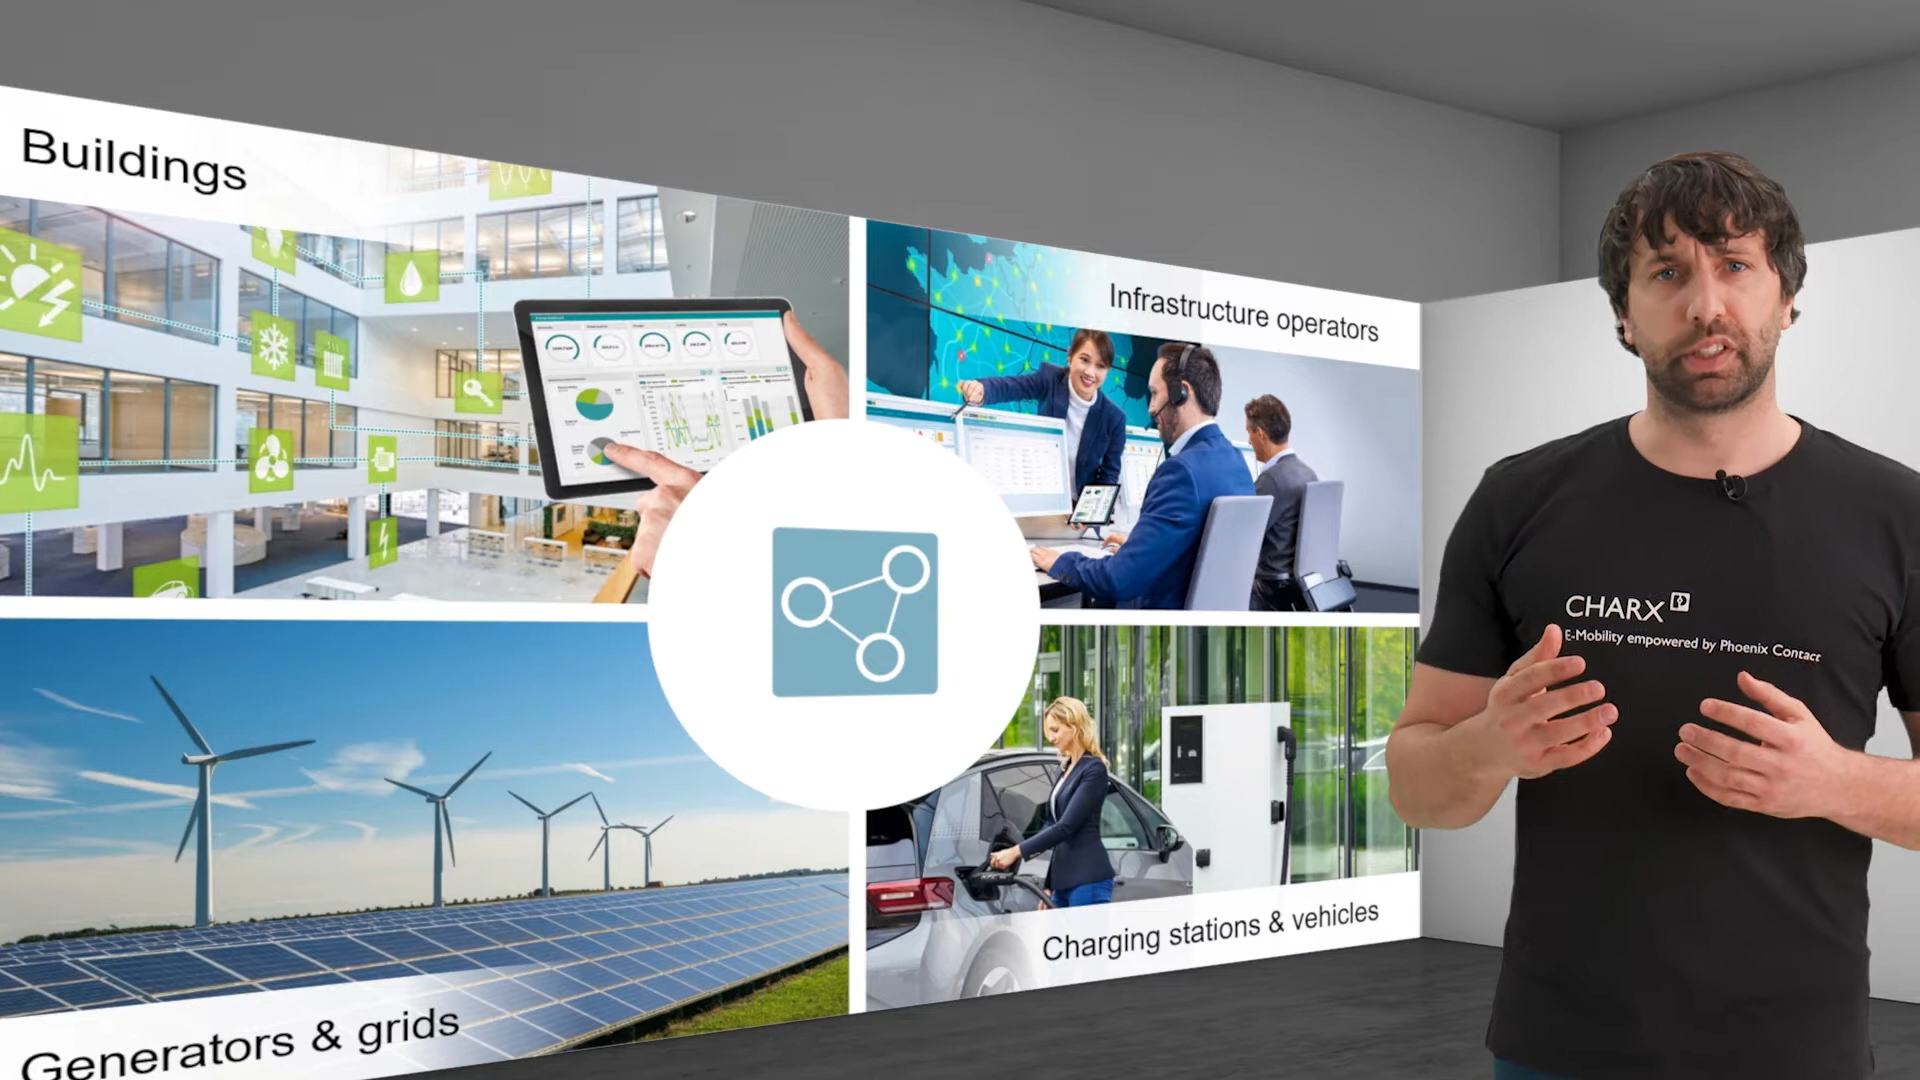 Buildings
Infrastructure operators
CHARX
E-Mobility empowered by Phoenix Contact
Charging stations & vehicles
Generators & grids